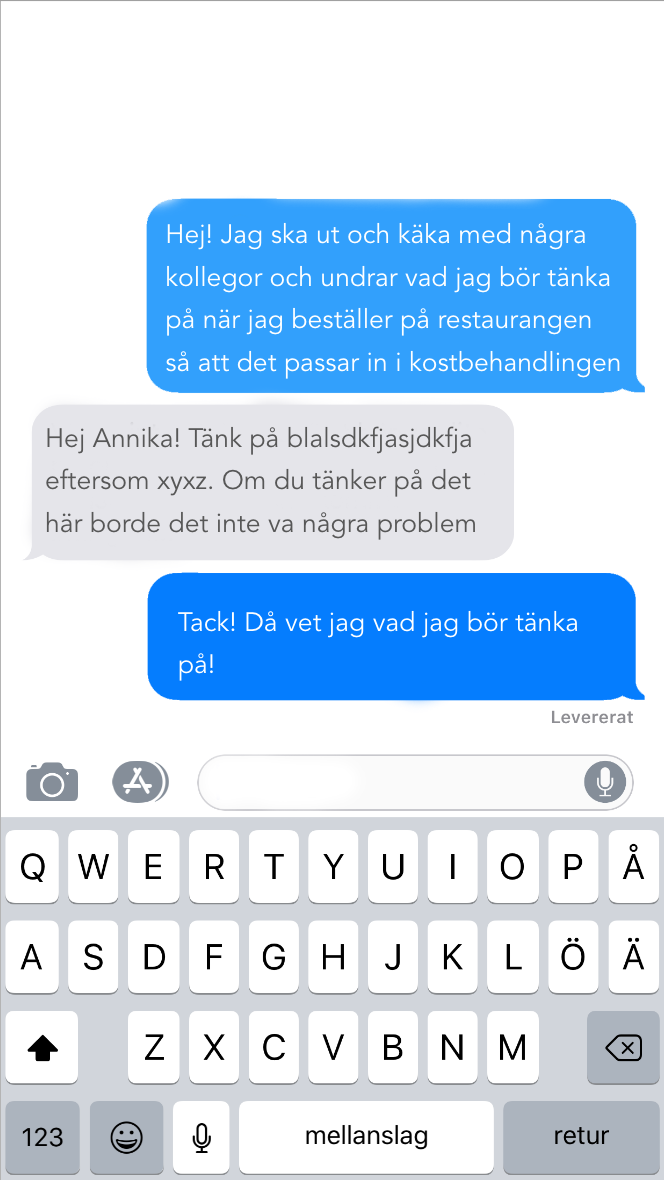 Hej! Jag ska ut och käka med några
kollegor och undrar vad jag bör tänka
på när jag beställer på restaurangen
så att det passar in i kostbehandlingen
Hej Annika! Tänk på blalsdkfjasjdkfja
eftersom xyxz. Om du tänker på det
här borde det inte va några problem
Tack! Då vet jag vad jag bör tänka
på!
Levererat
Q W E R T Y U I O P Å
A S D F G H J K L Ö Ä
Z X C V B N M
123 mellanslag retur